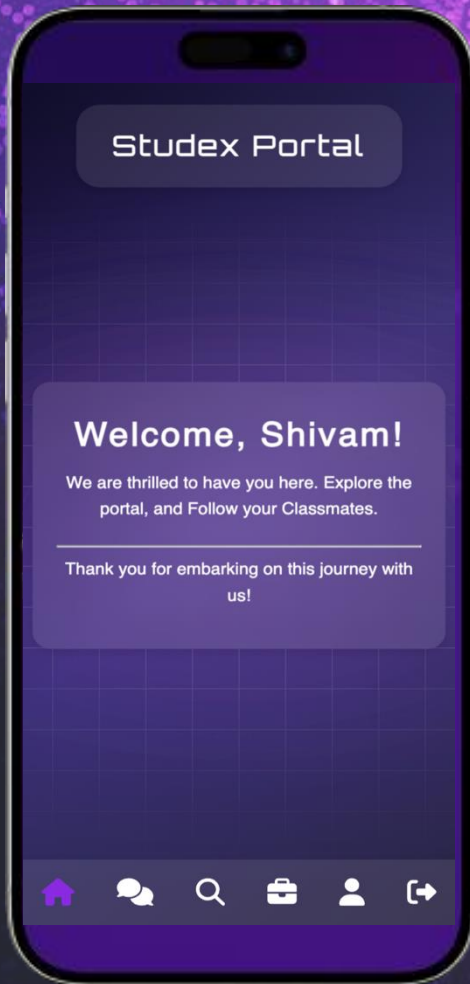 Studex Portal
Welcome, Shivam!
We are thrilled to have you here. Explore the
portal, and Follow your Classmates.
Thank you for embarking on this journey with
us!